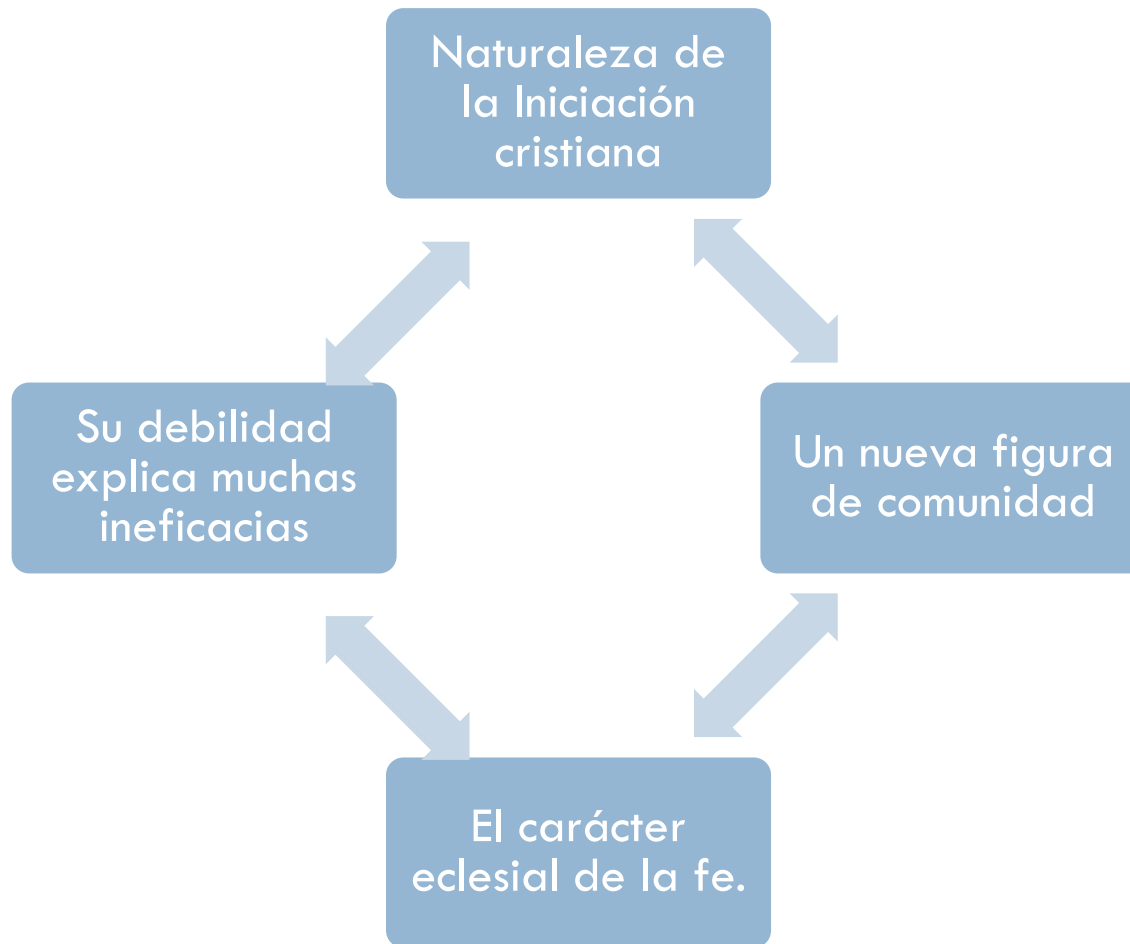 Naturaleza de
la Iniciación
cristiana
Su debilidad
explica muchas
ineficacias
Un nueva figura
de comunidad
El carácter
eclesial de la fe.